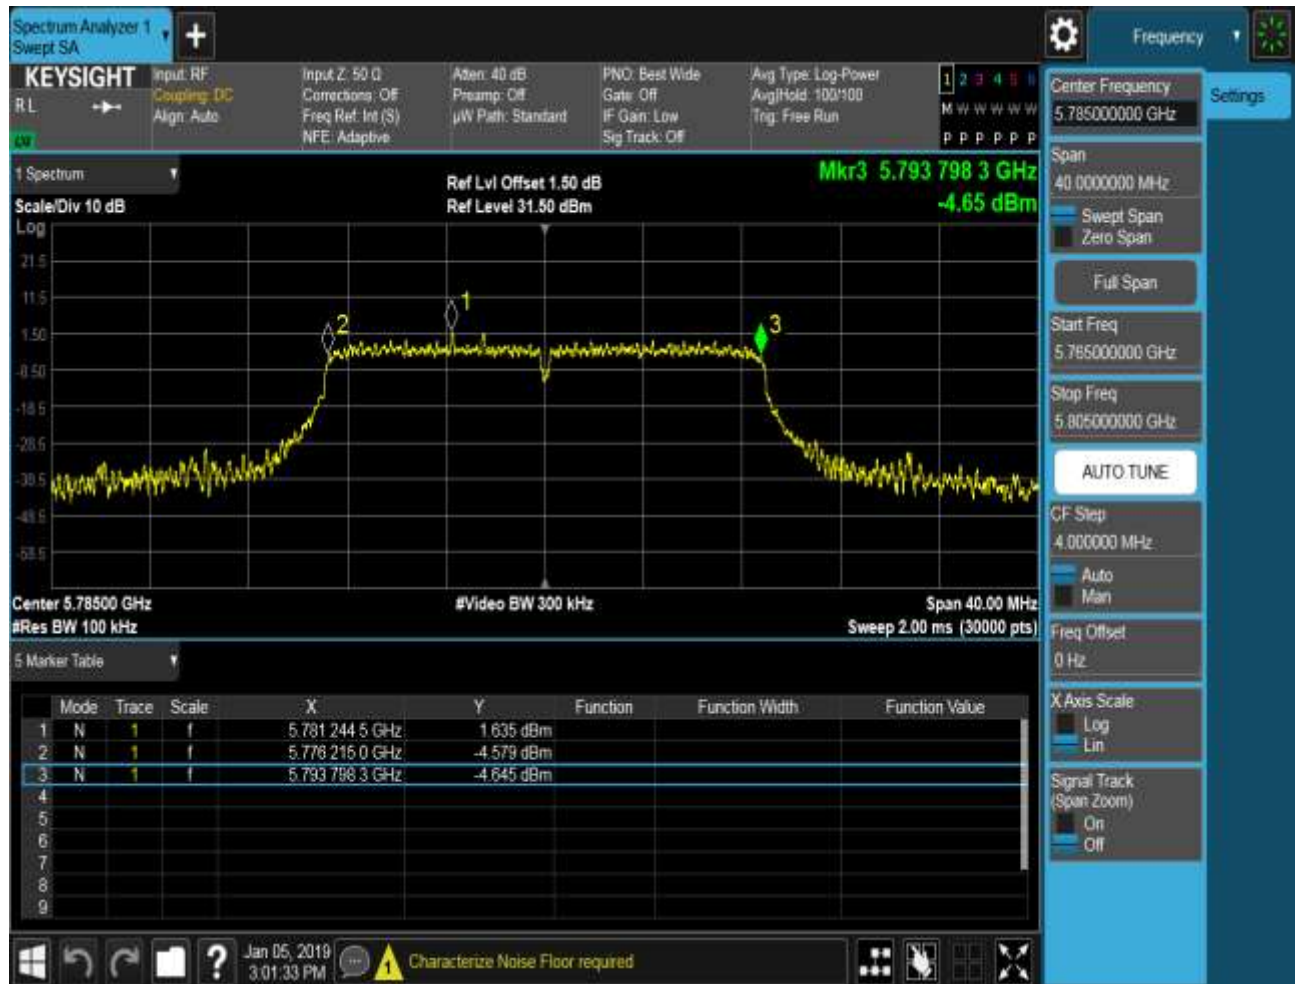 Spectrum Analyzer 1
Swept SA
Frequency
KEYSIGHT
R L
Input: RF
Coupling: DC
Align: Auto
Input Z: 50 Ω
Corrections: Off
Freq Ref: Int (S)
NFE: Adaptive
Atten: 40 dB
Preamp: Off
µW Path: Standard
PNO: Best Wide
Gate: Off
IF Gain: Low
Sig Track: Off
Avg Type: Log-Power
Avg|Hold: 100/100
Trig: Free Run
1 2 3 4 5 6
M W W W W W
P P P P P P
1 Spectrum
Scale/Div 10 dB
Ref Lvl Offset 1.50 dB
Ref Level 31.50 dBm
Mkr3 5.793 798 3 GHz
-4.65 dBm
Log
21.5
11.5
1.50
-8.50
-18.5
-28.5
-38.5
-48.5
-58.5
1
2
3
Center 5.78500 GHz
#Res BW 100 kHz
#Video BW 300 kHz
Span 40.00 MHz
Sweep 2.00 ms (30000 pts)
5 Marker Table
Mode Trace Scale X Y Function Function Width Function Value
1 N 1 f 5.781 244 5 GHz 1.635 dBm
2 N 1 f 5.776 215 0 GHz -4.579 dBm
3 N 1 f 5.793 798 3 GHz -4.645 dBm
4
5
6
7
8
9
Jan 05, 2019
3:01:33 PM
1
Characterize Noise Floor required
Settings
Center Frequency
5.785000000 GHz
Span
40.0000000 MHz
Swept Span
Zero Span
Full Span
Start Freq
5.765000000 GHz
Stop Freq
5.805000000 GHz
AUTO TUNE
CF Step
4.000000 MHz
Auto
Man
Freq Offset
0 Hz
X Axis Scale
Log
Lin
Signal Track
(Span Zoom)
On
Off